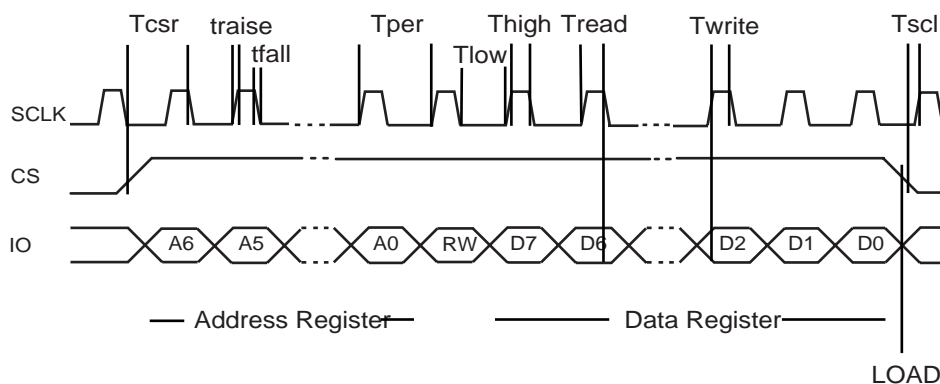 Tcsr traise Tper Thigh Tread Twrite Tscl
tfall Tlow
SCLK
CS
IO A6 A5 A0 RW D7 D6 D2 D1 D0
Address Register Data Register
LOAD